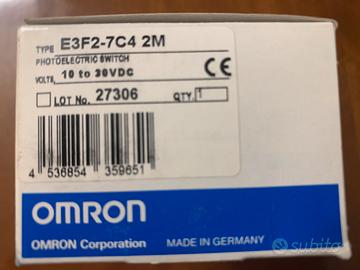 TYPE E3F2-7C4 2M
PHOTOELECTRIC SWITCH
VOLTS, 10 to 30VDC
CE
LOT No. 27306 QTY. 1
4 536854 359651
OMRON
OMRON Corporation MADE IN GERMANY
subito